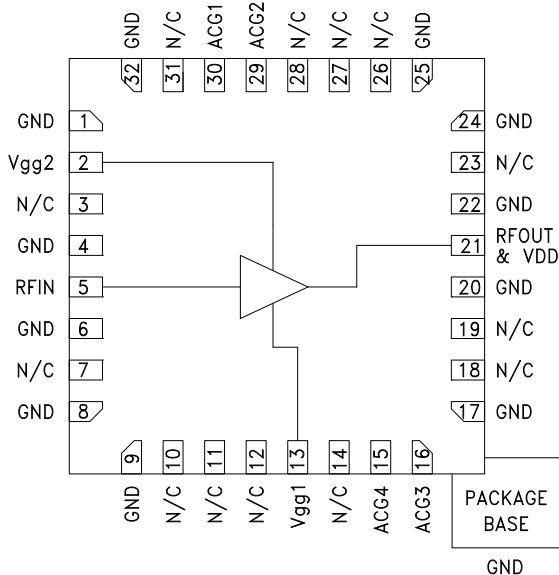 GND N/C ACG1 ACG2 N/C N/C N/C GND
32 31 30 29 28 27 26 25
GND 1 24 GND
Vgg2 2 23 N/C
N/C 3 22 GND
GND 4 21 RFOUT
& VDD
RFIN 5 20 GND
GND 6 19 N/C
N/C 7 18 N/C
GND 8 17 GND
9 10 11 12 13 14 15 16
GND N/C N/C N/C Vgg1 N/C ACG4 ACG3
PACKAGE
BASE
GND